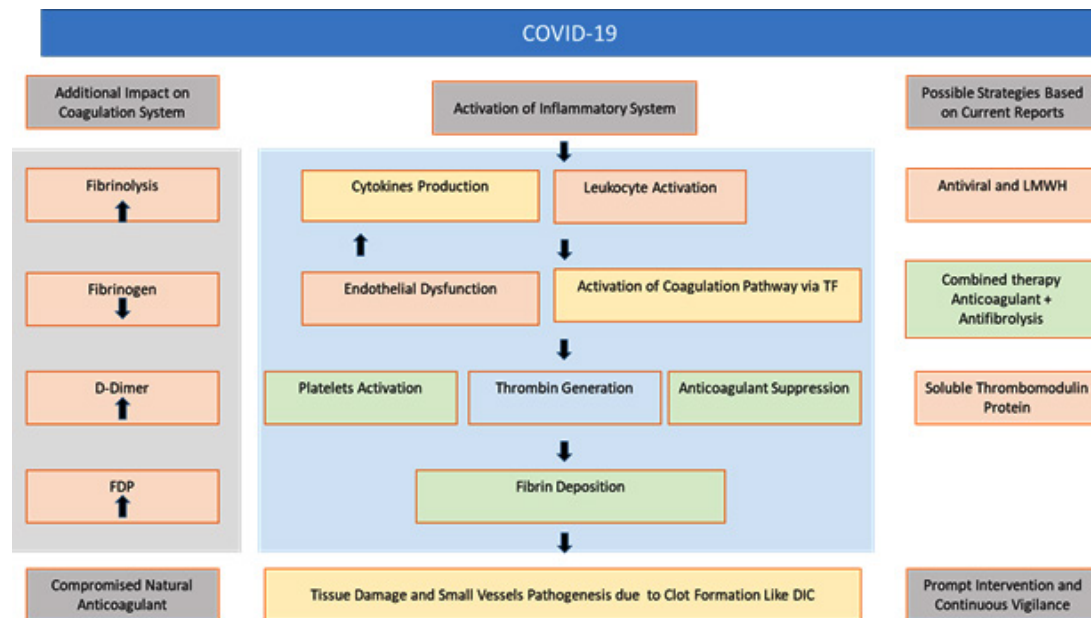 COVID-19
Additional Impact on
Coagulation System
Fibrinolysis
Fibrinogen
D-Dimer
FDP
Compromised Natural
Anticoagulant
Activation of Inflammatory System
Cytokines Production
Leukocyte Activation
Endothelial Dysfunction
Activation of Coagulation Pathway via TF
Platelets Activation
Thrombin Generation
Anticoagulant Suppression
Fibrin Deposition
Tissue Damage and Small Vessels Pathogenesis due to Clot Formation Like DIC
Possible Strategies Based
on Current Reports
Antiviral and LMWH
Combined therapy
Anticoagulant +
Antifibrolysis
Soluble Thrombomodulin
Protein
Prompt Intervention and
Continuous Vigilance